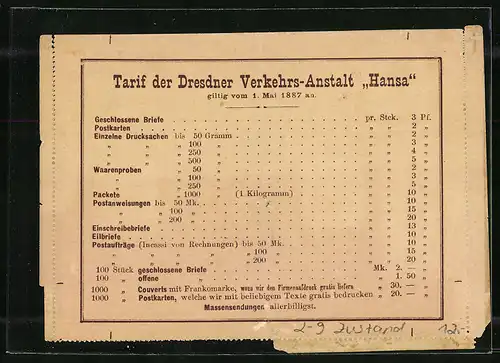 Tarif der Dresdner Verkehrs-Anstalt „Hansa“
giltig vom 1. Mai 1887 an.
Geschlossene Briefe . . . pr. Stck. 3 Pf.
Postkarten . . . „ „ 2 „
Einzelne Drucksachen bis 50 Gramm . . . „ „ 2 „
„ „ „ 100 „ . . . „ „ 3 „
„ „ „ 250 „ . . . „ „ 4 „
„ „ „ 500 „ . . . „ „ 5 „
Waarenproben „ 50 „ . . . „ „ 2 „
„ „ 100 „ . . . „ „ 3 „
„ „ 250 „ . . . „ „ 5 „
Packete „ 1000 „ (1 Kilogramm) . . . „ „ 10 „
Postanweisungen bis 50 Mk. . . . „ „ 10 „
„ „ 100 „ . . . „ „ 15 „
„ „ 200 „ . . . „ „ 20 „
Einschreibebriefe . . . „ „ 13 „
Eilbriefe . . . „ „ 10 „
Postaufträge (Incassi von Rechnungen) bis 50 Mk. . . . „ „ 10 „
„ „ „ „ „ 100 „ . . . „ „ 15 „
„ „ „ „ „ 200 „ . . . „ „ 20 „
100 Stück geschlossene Briefe . . . Mk. 2. — „
100 „ offene „ . . . „ 1. 50 „
1000 „ Couverts mit Frankomarke, wenn wir den Firmenaufdruck gratis liefern „ 30. — „
1000 „ Postkarten, welche wir mit beliebigem Texte gratis bedrucken „ 20. — „
Massensendungen allerbilligst.
2-9 Zustand 12.-